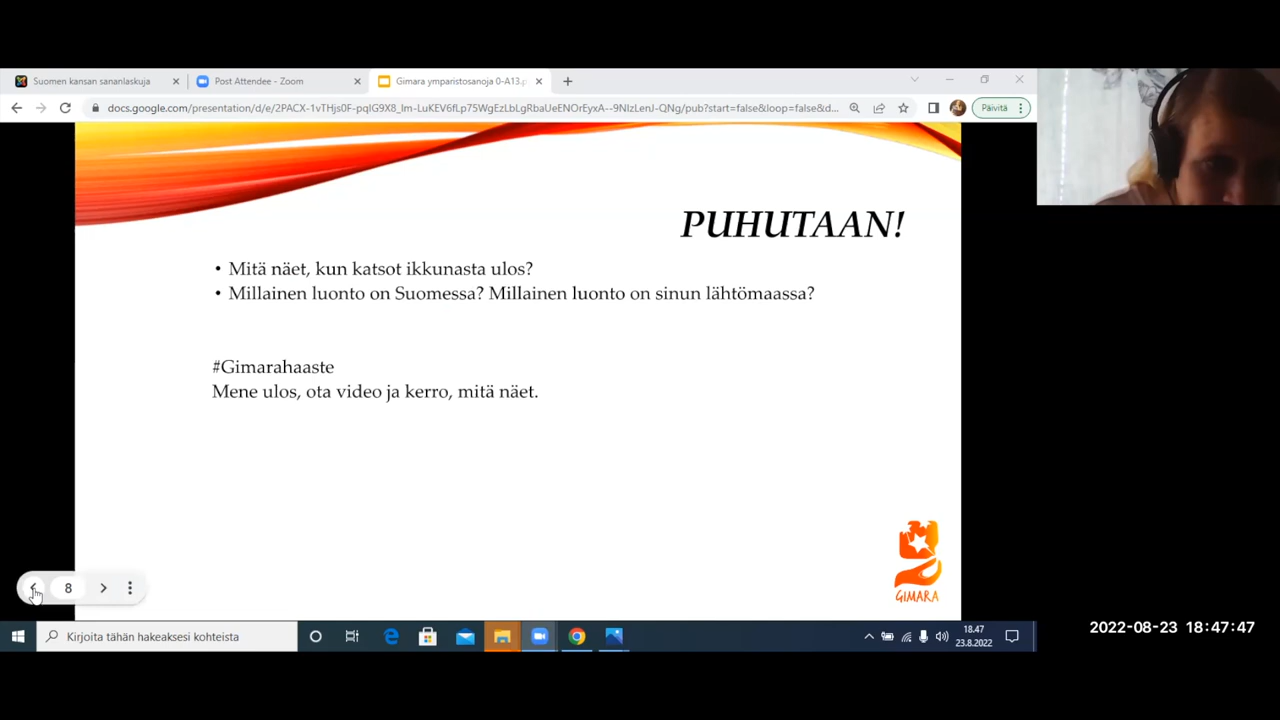 Suomen kansan sananlaskuja
Post Attendee - Zoom
Gimara ymparistosanoja 0-A13.p
docs.google.com/presentation/d/e/2PACX-1vTHjs0F-pqIG9X8_Im-LuKEV6fLp75WgEzLbLgRbaUeENOrEyxA--9NIzLenJ-QNg/pub?start=false&loop=false&d...
Päivitä
PUHUTAAN!
• Mitä näet, kun katsot ikkunasta ulos?
• Millainen luonto on Suomessa? Millainen luonto on sinun lähtömaassa?
#Gimarahaaste
Mene ulos, ota video ja kerro, mitä näet.
GIMARA
8
Kirjoita tähän hakeaksesi kohteista
18.47
23.8.2022
2022-08-23 18:47:47